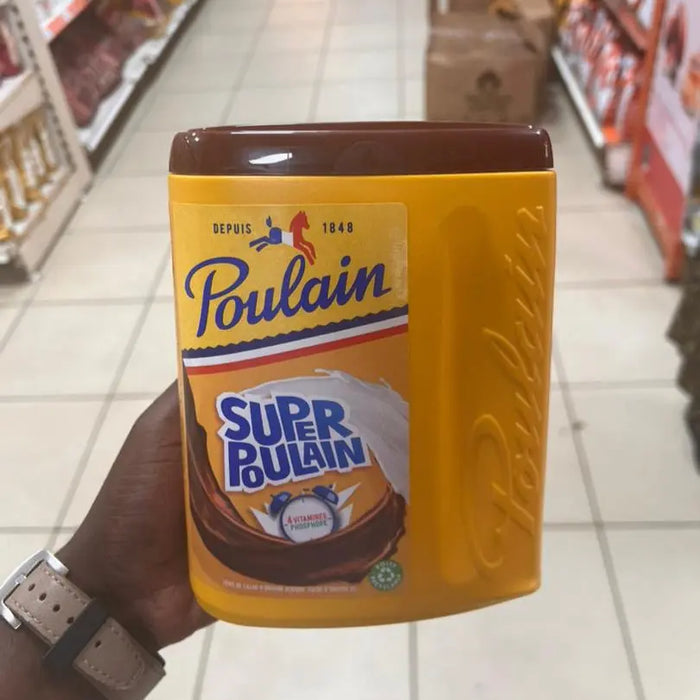 DEPUIS 1848
Poulain
SUPER
POULAIN
4 VITAMINES
PHOSPHORE
Poulain